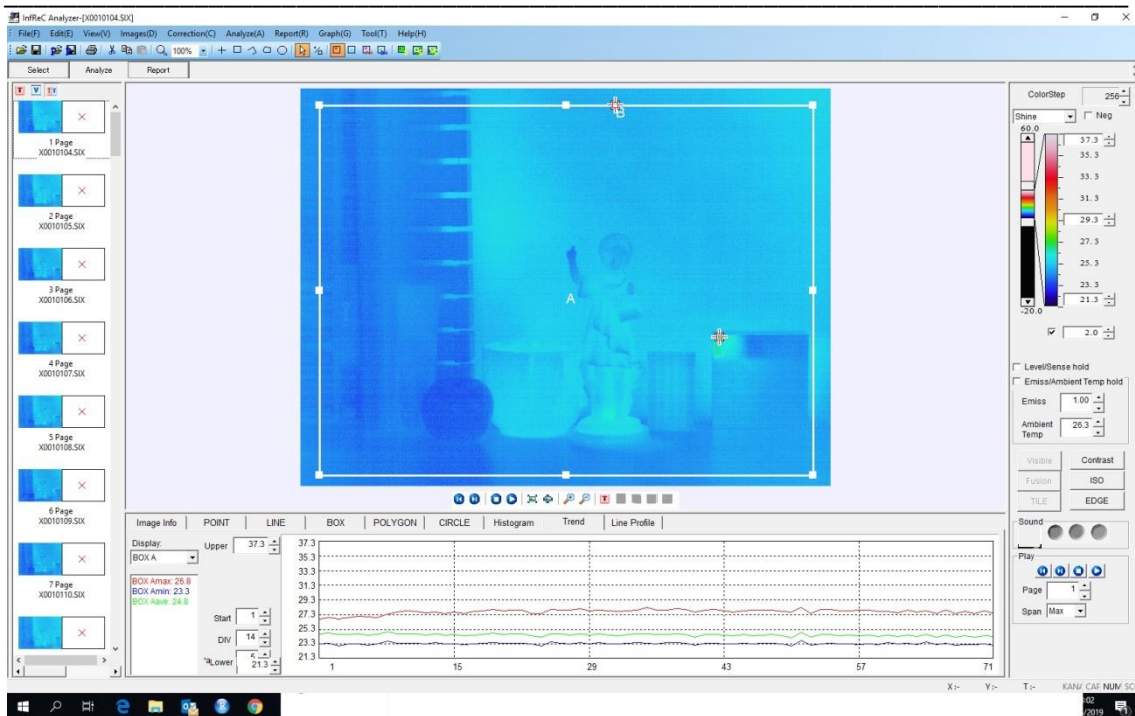 InfReC Analyzer-[X0010104.SIX]
File(F) Edit(E) View(V) Images(D) Correction(C) Analyze(A) Report(R) Graph(G) Tool(T) Help(H)
100%
Select Analyze Report
T V
1 Page
X0010104.SIX
2 Page
X0010105.SIX
3 Page
X0010106.SIX
4 Page
X0010107.SIX
5 Page
X0010108.SIX
6 Page
X0010109.SIX
7 Page
X0010110.SIX
B
A
ColorStep 256
Shine Neg
60.0
37.3
35.3
33.3
31.3
29.3
27.3
25.3
23.3
21.3
-20.0
2.0
Level/Sense hold
Emiss/Ambient Temp hold
Emiss 1.00
Ambient Temp 26.3
Visible Contrast
Fusion ISO
TILE EDGE
Sound
Play
Page 1
Span Max
Image Info POINT LINE BOX POLYGON CIRCLE Histogram Trend Line Profile
Display:
BOX A
Upper 37.3
BOX Amax: 26.8
BOX Amin: 23.3
BOX Aave: 24.8
Start 1
DIV 14
Lower 21.3
37.3
35.3
33.3
31.3
29.3
27.3
25.3
23.3
21.3
1 15 29 43 57 71
X:- Y:- T:- KANA CAP NUM SC
:02
/2019